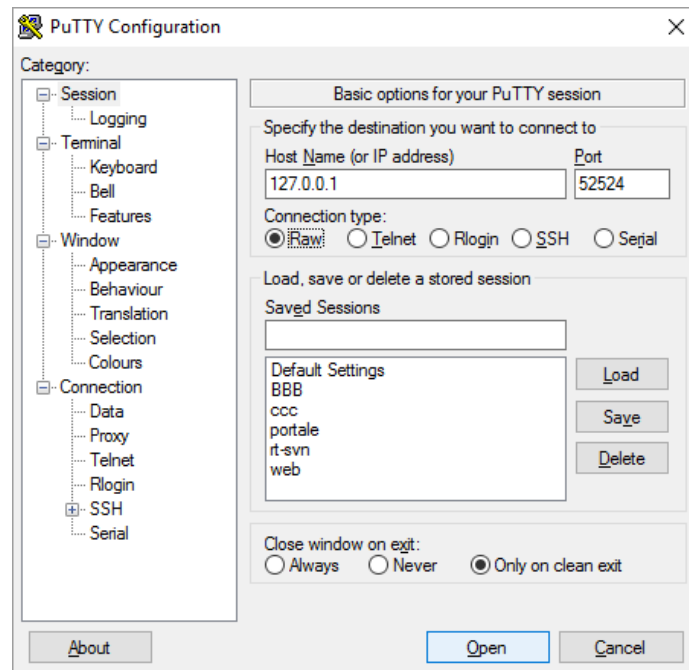 PuTTY Configuration
Category:
Session
Logging
Terminal
Keyboard
Bell
Features
Window
Appearance
Behaviour
Translation
Selection
Colours
Connection
Data
Proxy
Telnet
Rlogin
SSH
Serial
Basic options for your PuTTY session
Specify the destination you want to connect to
Host Name (or IP address) Port
127.0.0.1 52524
Connection type:
Raw Telnet Rlogin SSH Serial
Load, save or delete a stored session
Saved Sessions
Default Settings
BBB
ccc
portale
rt-svn
web
Load
Save
Delete
Close window on exit:
Always Never Only on clean exit
About Open Cancel